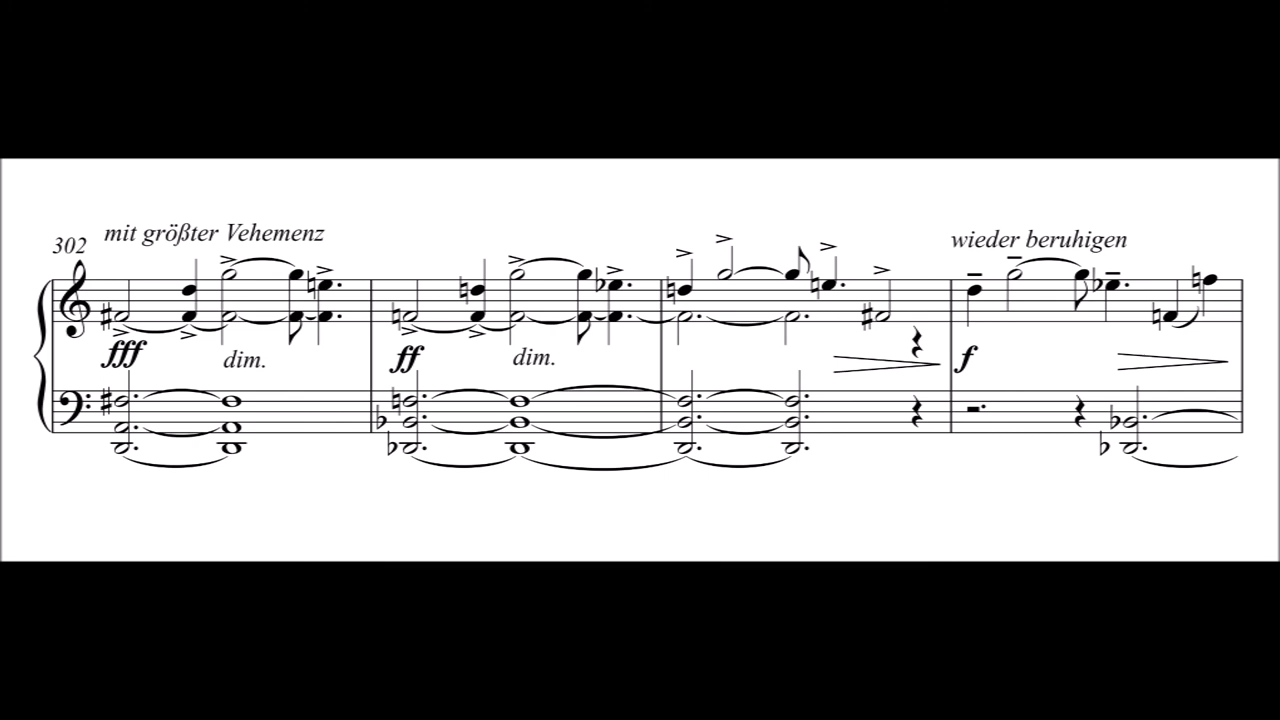 mit größter Vehemenz
wieder beruhigen
302
fff
dim.
ff
dim.
f